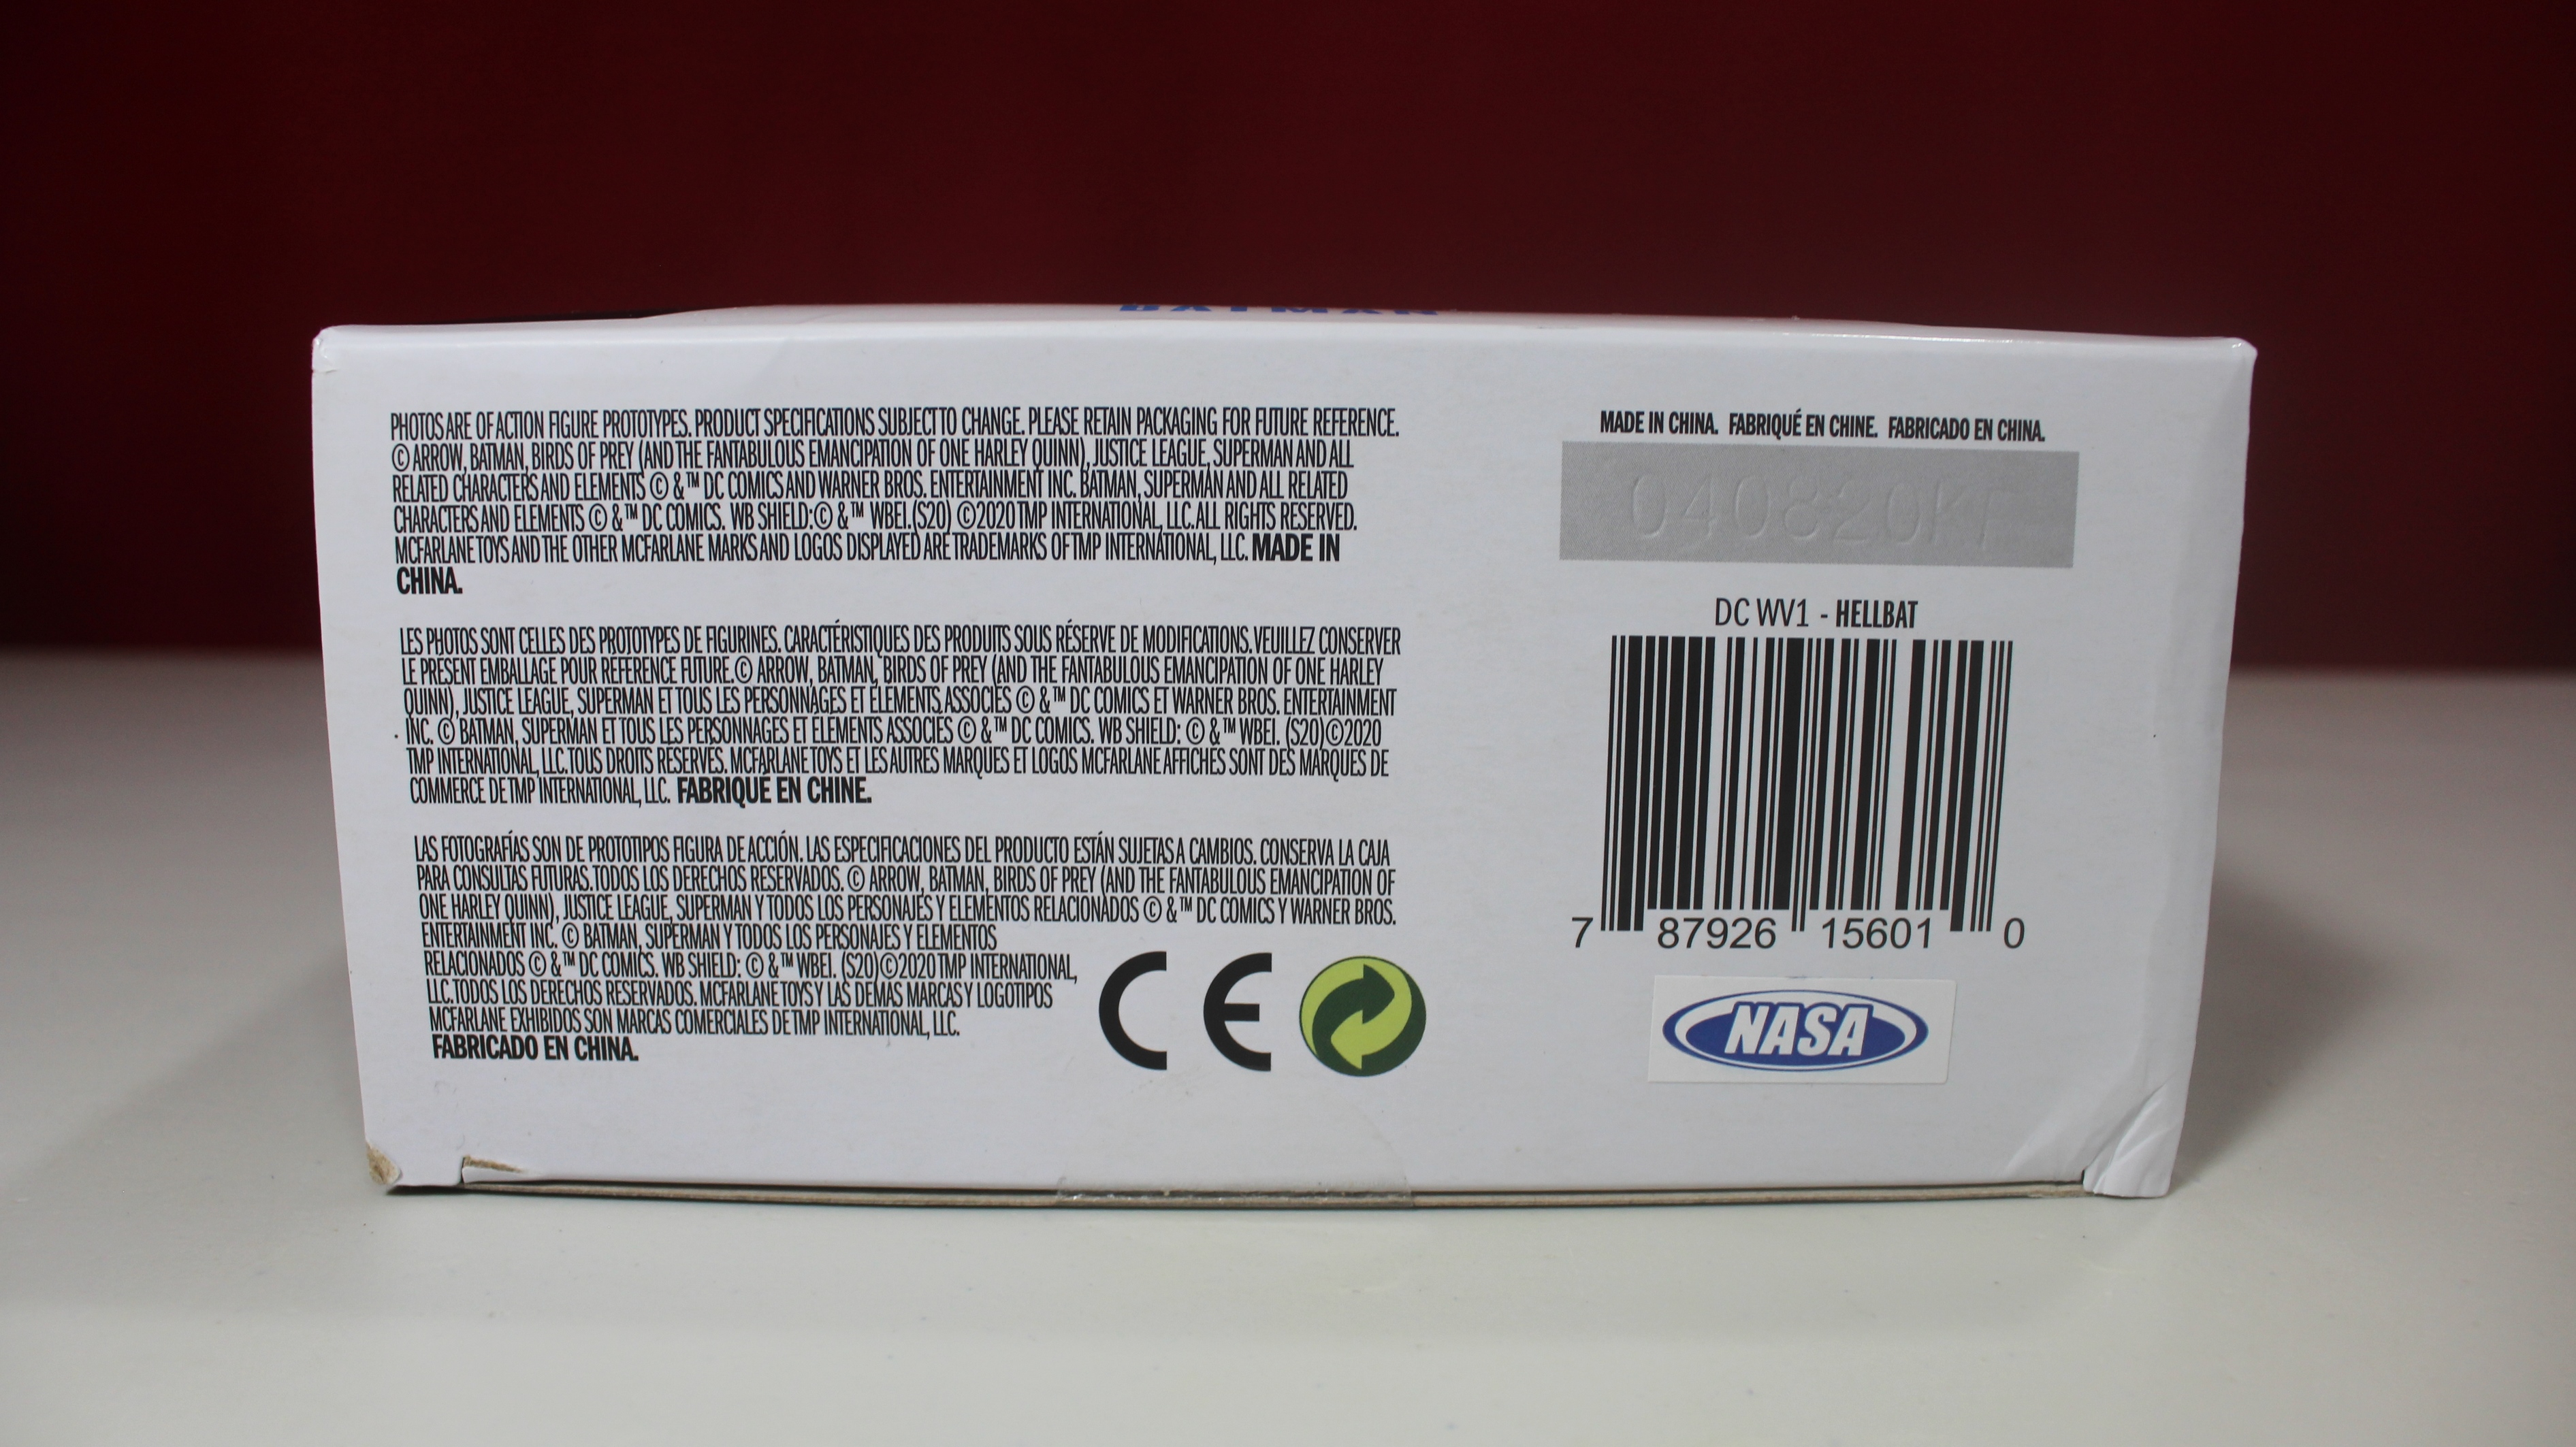 BATMAN
PHOTOS ARE OF ACTION FIGURE PROTOTYPES. PRODUCT SPECIFICATIONS SUBJECT TO CHANGE. PLEASE RETAIN PACKAGING FOR FUTURE REFERENCE.
© ARROW, BATMAN, BIRDS OF PREY (AND THE FANTABULOUS EMANCIPATION OF ONE HARLEY QUINN), JUSTICE LEAGUE, SUPERMAN AND ALL
RELATED CHARACTERS AND ELEMENTS © & ™ DC COMICS AND WARNER BROS. ENTERTAINMENT INC. BATMAN, SUPERMAN AND ALL RELATED
CHARACTERS AND ELEMENTS © & ™ DC COMICS. WB SHIELD: © & ™ WBEI. (S20) ©2020 TMP INTERNATIONAL, LLC. ALL RIGHTS RESERVED.
MCFARLANE TOYS AND THE OTHER MCFARLANE MARKS AND LOGOS DISPLAYED ARE TRADEMARKS OF TMP INTERNATIONAL, LLC. MADE IN
CHINA.
LES PHOTOS SONT CELLES DES PROTOTYPES DE FIGURINES. CARACTÉRISTIQUES DES PRODUITS SOUS RÉSERVE DE MODIFICATIONS. VEUILLEZ CONSERVER
LE PRESENT EMBALLAGE POUR REFERENCE FUTURE. © ARROW, BATMAN, BIRDS OF PREY (AND THE FANTABULOUS EMANCIPATION OF ONE HARLEY
QUINN), JUSTICE LEAGUE, SUPERMAN ET TOUS LES PERSONNAGES ET ÉLEMENTS ASSOCIÉS © & ™ DC COMICS ET WARNER BROS. ENTERTAINMENT
INC. © BATMAN, SUPERMAN ET TOUS LES PERSONNAGES ET ÉLÉMENTS ASSOCIÉS © & ™ DC COMICS. WB SHIELD: © & ™ WBEI. (S20) ©2020
TMP INTERNATIONAL, LLC. TOUS DROITS RÉSERVÉS. MCFARLANE TOYS ET LES AUTRES MARQUES ET LOGOS MCFARLANE AFFICHÉS SONT DES MARQUES DE
COMMERCE DE TMP INTERNATIONAL, LLC. FABRIQUÉ EN CHINE.
LAS FOTOGRAFÍAS SON DE PROTOTIPOS FIGURA DE ACCIÓN. LAS ESPECIFICACIONES DEL PRODUCTO ESTÁN SUJETAS A CAMBIOS. CONSERVA LA CAJA
PARA CONSULTAS FUTURAS. TODOS LOS DERECHOS RESERVADOS. © ARROW, BATMAN, BIRDS OF PREY (AND THE FANTABULOUS EMANCIPATION OF
ONE HARLEY QUINN), JUSTICE LEAGUE, SUPERMAN Y TODOS LOS PERSONAJES Y ELEMENTOS RELACIONADOS © & ™ DC COMICS Y WARNER BROS.
ENTERTAINMENT INC. © BATMAN, SUPERMAN Y TODOS LOS PERSONAJES Y ELEMENTOS
RELACIONADOS © & ™ DC COMICS. WB SHIELD: © & ™ WBEI. (S20) ©2020 TMP INTERNATIONAL,
LLC. TODOS LOS DERECHOS RESERVADOS. MCFARLANE TOYS Y LAS DEMAS MARCAS Y LOGOTIPOS
MCFARLANE EXHIBIDOS SON MARCAS COMERCIALES DE TMP INTERNATIONAL, LLC.
FABRICADO EN CHINA.
CE
MADE IN CHINA. FABRIQUÉ EN CHINE. FABRICADO EN CHINA.
DC WV1 - HELLBAT
7 87926 15601 0
NASA